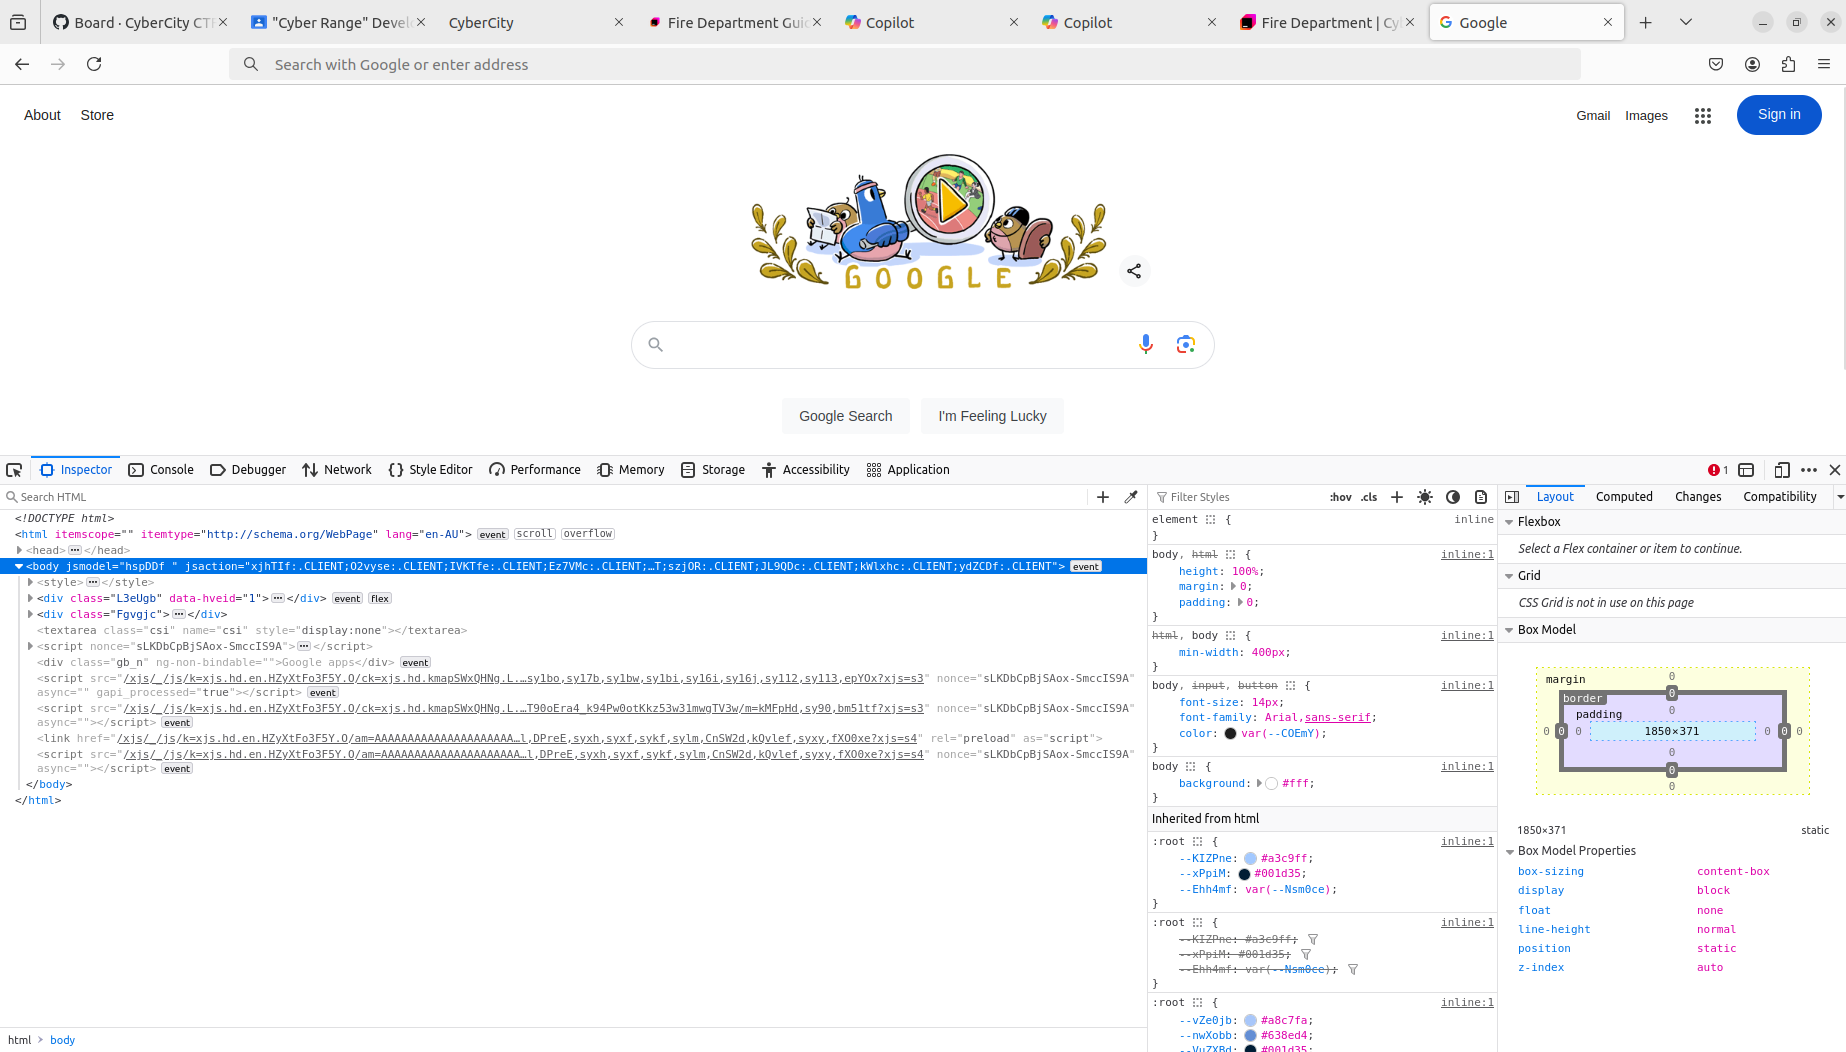 Board · CyberCity CTF
"Cyber Range" Devel
CyberCity
Fire Department Guid
Copilot
Copilot
Fire Department | Cyb
Google
Search with Google or enter address
About Store
Gmail Images Sign in
GOOGLE
Google Search I'm Feeling Lucky
Inspector Console Debugger Network Style Editor Performance Memory Storage Accessibility Application 1
Search HTML
<!DOCTYPE html>
<html itemscope="" itemtype="http://schema.org/WebPage" lang="en-AU"> event scroll overflow
<head> ··· </head>
<body jsmodel="hspDDf " jsaction="xjhTIf:.CLIENT;O2vyse:.CLIENT;IVKTfe:.CLIENT;Ez7VMc:.CLIENT;…T;szjOR:.CLIENT;JL9QDc:.CLIENT;kWlxhc:.CLIENT;ydZCDf:.CLIENT"> event
<style> ··· </style>
<div class="L3eUgb" data-hveid="1"> ··· </div> event flex
<div class="Fgvgjc"> ··· </div>
<textarea class="csi" name="csi" style="display:none"></textarea>
<script nonce="sLKDbCpBjSAox-SmccIS9A"> ··· </script>
<div class="gb_n" ng-non-bindable="">Google apps</div> event
<script src="/xjs/_/js/k=xjs.hd.en.HZyXtFo3F5Y.O/ck=xjs.hd.kmapSWxQHNg.L.…sy1bo,sy17b,sy1bw,sy1bi,sy16i,sy16j,sy112,sy113,epYOx?xjs=s3" nonce="sLKDbCpBjSAox-SmccIS9A"
async="" gapi_processed="true"></script> event
<script src="/xjs/_/js/k=xjs.hd.en.HZyXtFo3F5Y.O/ck=xjs.hd.kmapSWxQHNg.L.…T90oEra4_k94Pw0otKkz53w31mwgTV3w/m=kMFpHd,sy90,bm51tf?xjs=s3" nonce="sLKDbCpBjSAox-SmccIS9A"
async=""></script> event
<link href="/xjs/_/js/k=xjs.hd.en.HZyXtFo3F5Y.O/am=AAAAAAAAAAAAAAAAAAAAA…l,DPreE,syxh,syxf,sykf,sylm,CnSW2d,kQvlef,syxy,fXO0xe?xjs=s4" rel="preload" as="script">
<script src="/xjs/_/js/k=xjs.hd.en.HZyXtFo3F5Y.O/am=AAAAAAAAAAAAAAAAAAAAA…l,DPreE,syxh,syxf,sykf,sylm,CnSW2d,kQvlef,syxy,fXO0xe?xjs=s4" nonce="sLKDbCpBjSAox-SmccIS9A"
async=""></script> event
</body>
</html>
html > body
Filter Styles :hov .cls
element { inline
}
body, html { inline:1
height: 100%;
margin: 0;
padding: 0;
}
html, body { inline:1
min-width: 400px;
}
body, input, button { inline:1
font-size: 14px;
font-family: Arial,sans-serif;
color: var(--COEmY);
}
body { inline:1
background: #fff;
}
Inherited from html
:root { inline:1
--KIZPne: #a3c9ff;
--xPpiM: #001d35;
--Ehh4mf: var(--Nsm0ce);
}
:root { inline:1
--KIZPne: #a3c9ff;
--xPpiM: #001d35;
--Ehh4mf: var(--Nsm0ce);
}
:root { inline:1
--vZe0jb: #a8c7fa;
--nwXobb: #638ed4;
--VuZXBd: #001d35;
Layout Computed Changes Compatibility
Flexbox
Select a Flex container or item to continue.
Grid
CSS Grid is not in use on this page
Box Model
margin 0
border 0
padding 0
0 0 0 1850×371 0 0 0
0
0
0
1850×371 static
Box Model Properties
box-sizing content-box
display block
float none
line-height normal
position static
z-index auto